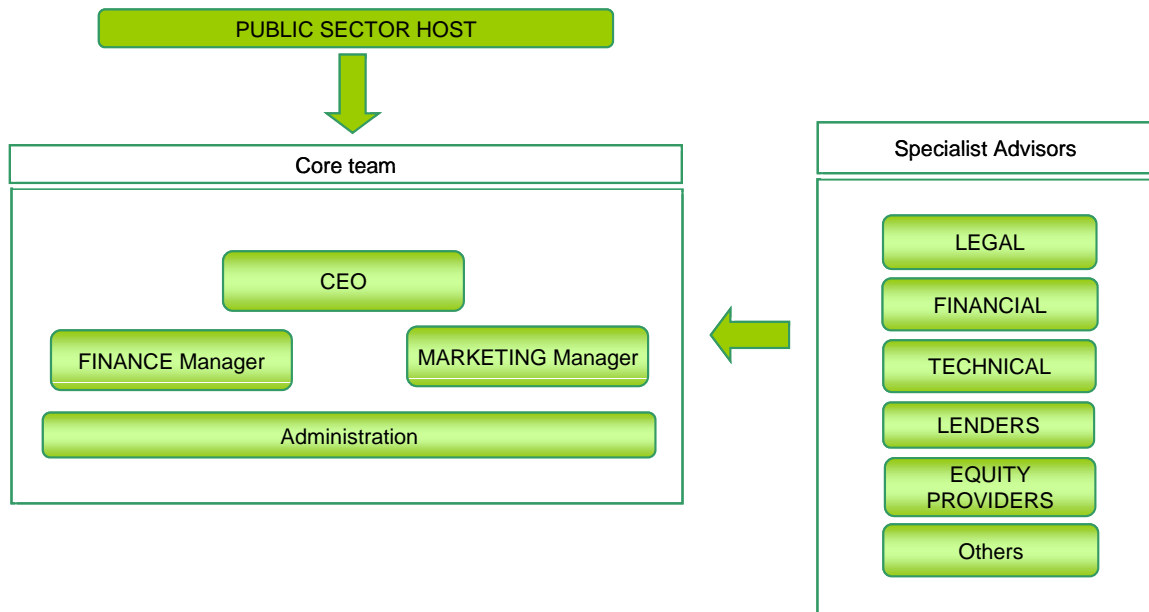 PUBLIC SECTOR HOST
Core team
CEO
FINANCE Manager
MARKETING Manager
Administration
Specialist Advisors
LEGAL
FINANCIAL
TECHNICAL
LENDERS
EQUITY
PROVIDERS
Others